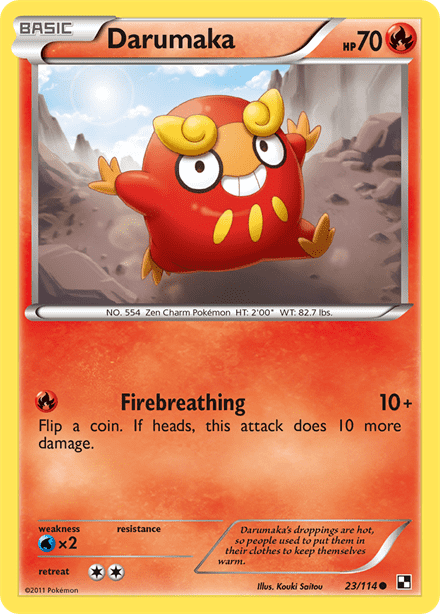 BASIC
Darumaka
HP 70
NO. 554 Zen Charm Pokémon HT: 2'00" WT: 82.7 lbs.
Firebreathing 10+
Flip a coin. If heads, this attack does 10 more
damage.
weakness resistance
×2
retreat
Darumaka's droppings are hot,
so people used to put them in
their clothes to keep themselves
warm.
©2011 Pokémon
Illus. Kouki Saitou 23/114